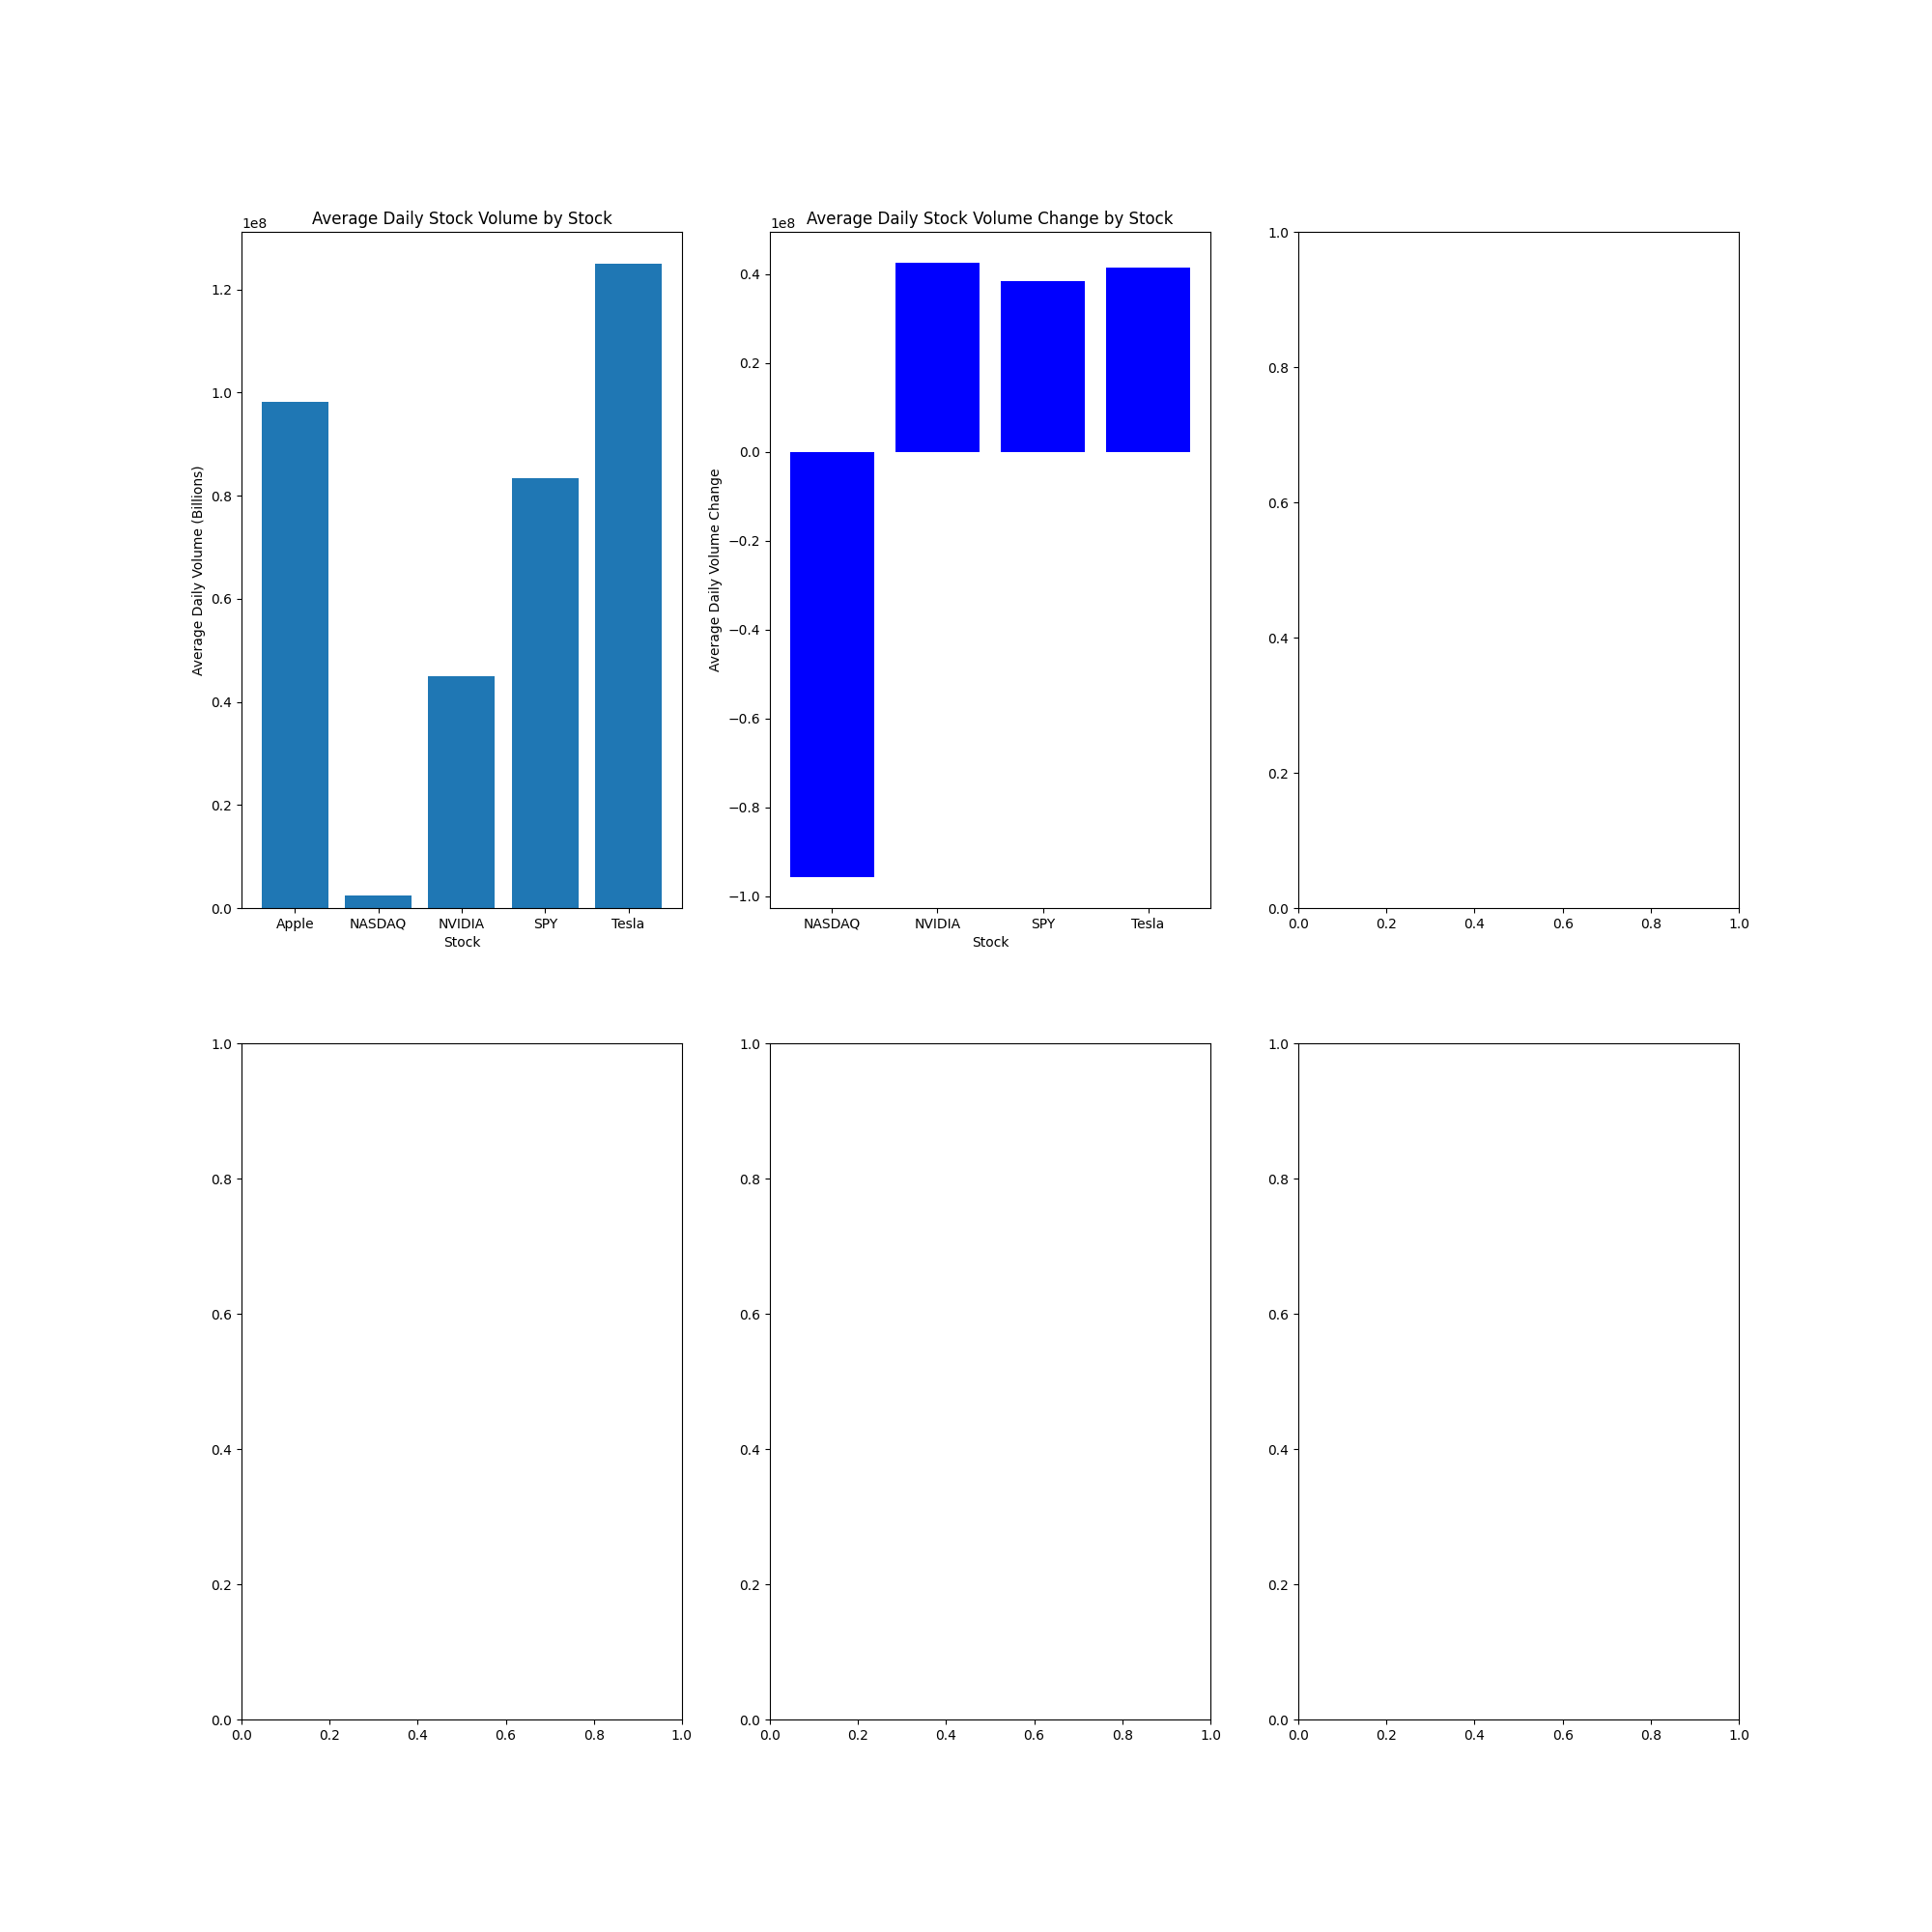 Average Daily Stock Volume by Stock
1e8
1.2
1.0
0.8
0.6
0.4
0.2
0.0
Average Daily Volume (Billions)
Apple NASDAQ NVIDIA SPY Tesla
Stock
Average Daily Stock Volume Change by Stock
1e8
0.4
0.2
0.0
−0.2
−0.4
−0.6
−0.8
−1.0
Average Daily Volume Change
NASDAQ NVIDIA SPY Tesla
Stock
1.0
0.8
0.6
0.4
0.2
0.0
0.0 0.2 0.4 0.6 0.8 1.0
1.0
0.8
0.6
0.4
0.2
0.0
0.0 0.2 0.4 0.6 0.8 1.0
1.0
0.8
0.6
0.4
0.2
0.0
0.0 0.2 0.4 0.6 0.8 1.0
1.0
0.8
0.6
0.4
0.2
0.0
0.0 0.2 0.4 0.6 0.8 1.0